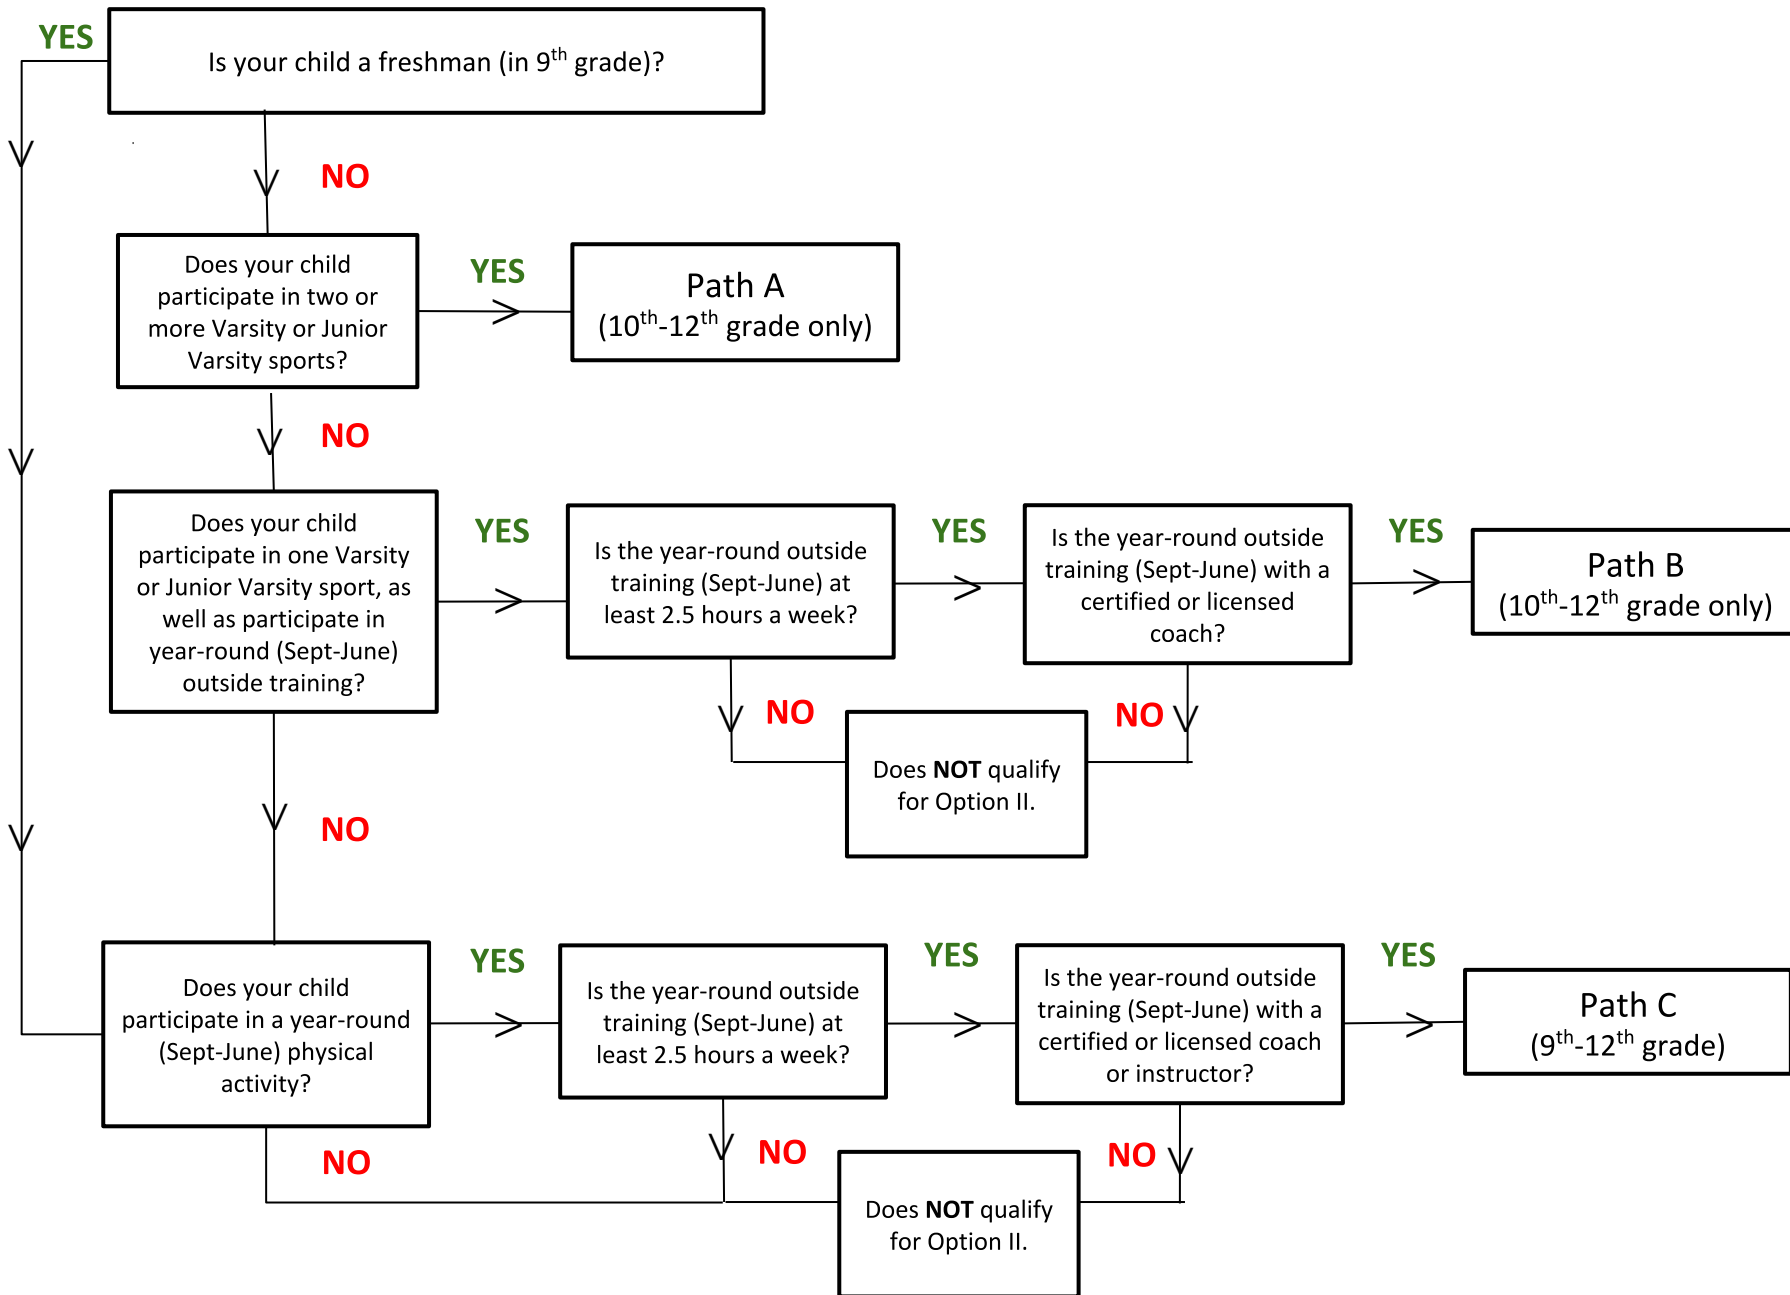 YES
Is your child a freshman (in 9th grade)?
NO
Does your child
participate in two or
more Varsity or Junior
Varsity sports?
YES
Path A
(10th-12th grade only)
NO
Does your child
participate in one Varsity
or Junior Varsity sport, as
well as participate in
year-round (Sept-June)
outside training?
YES
Is the year-round outside
training (Sept-June) at
least 2.5 hours a week?
YES
Is the year-round outside
training (Sept-June) with a
certified or licensed
coach?
YES
Path B
(10th-12th grade only)
NO
NO
Does NOT qualify
for Option II.
NO
Does your child
participate in a year-round
(Sept-June) physical
activity?
YES
Is the year-round outside
training (Sept-June) at
least 2.5 hours a week?
YES
Is the year-round outside
training (Sept-June) with a
certified or licensed coach
or instructor?
YES
Path C
(9th-12th grade)
NO
NO
NO
Does NOT qualify
for Option II.